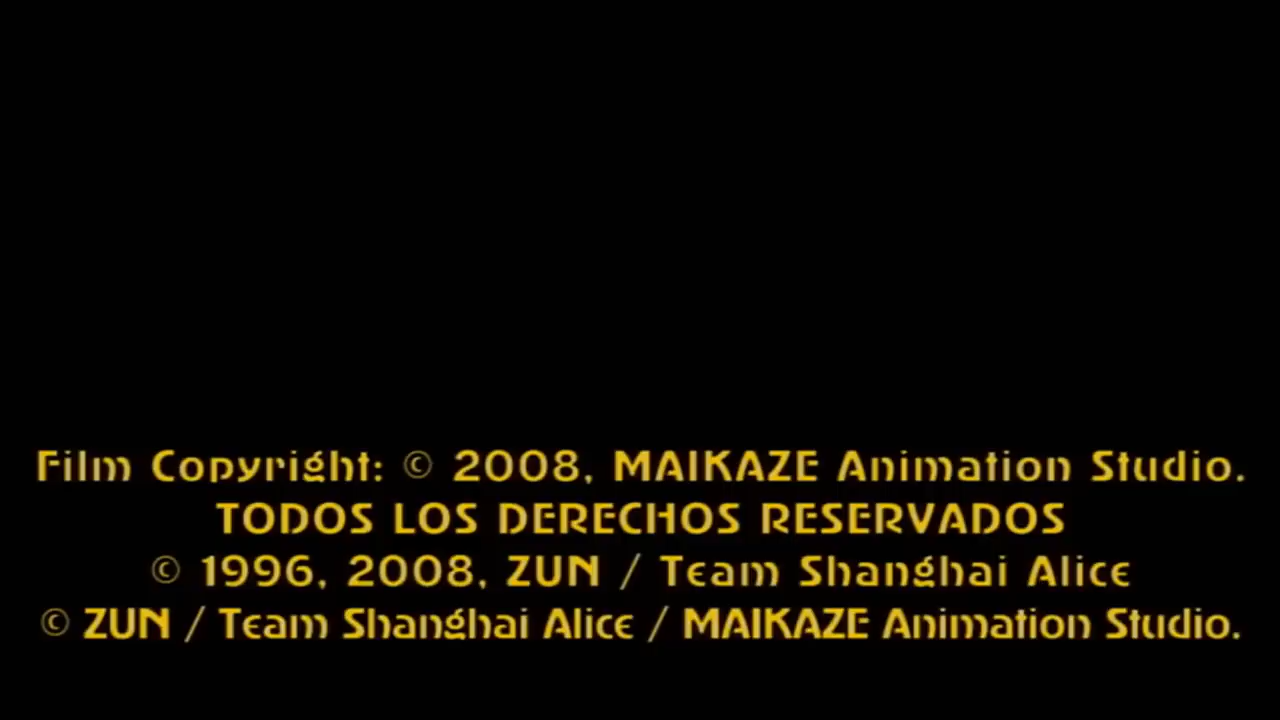 Film Copyright: © 2008, MAIKAZE Animation Studio.
TODOS LOS DERECHOS RESERVADOS
© 1996, 2008, ZUN / Team Shanghai Alice
© ZUN / Team Shanghai Alice / MAIKAZE Animation Studio.